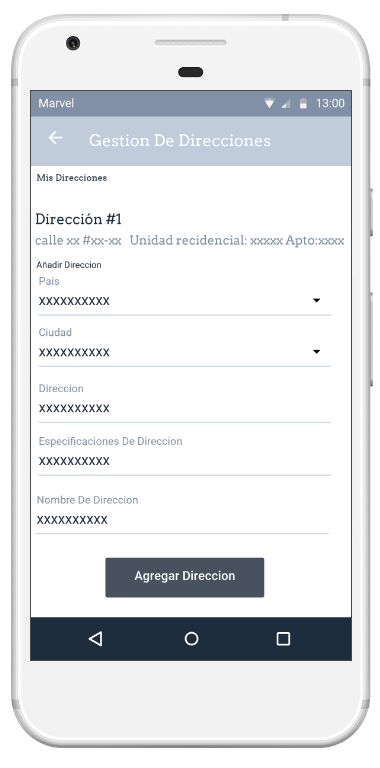 Marvel 13:00
Gestion De Direcciones
Mis Direcciones
Dirección #1
calle xx #xx-xx Unidad recidencial: xxxxx Apto:xxxx
Añadir Direccion
Pais
XXXXXXXXXX
Ciudad
XXXXXXXXXX
Direccion
XXXXXXXXXX
Especificaciones De Direccion
XXXXXXXXXX
Nombre De Direccion
XXXXXXXXXX
Agregar Direccion